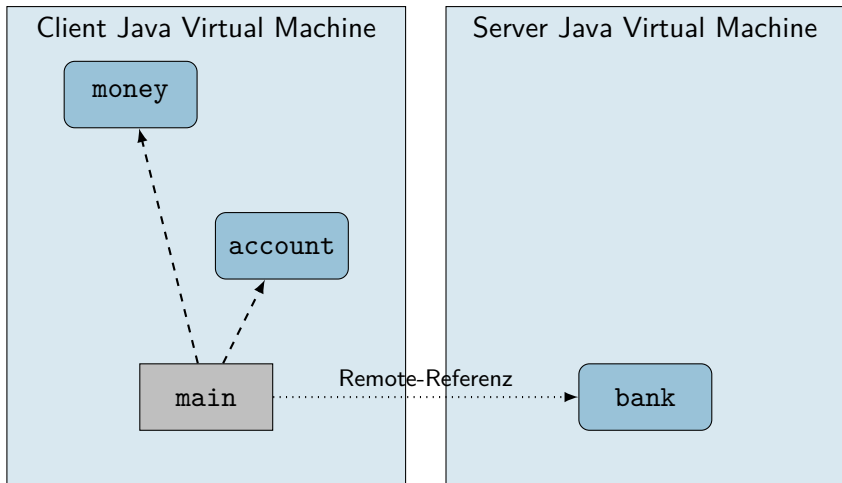 Client Java Virtual Machine
Server Java Virtual Machine
money
account
main
Remote-Referenz
bank